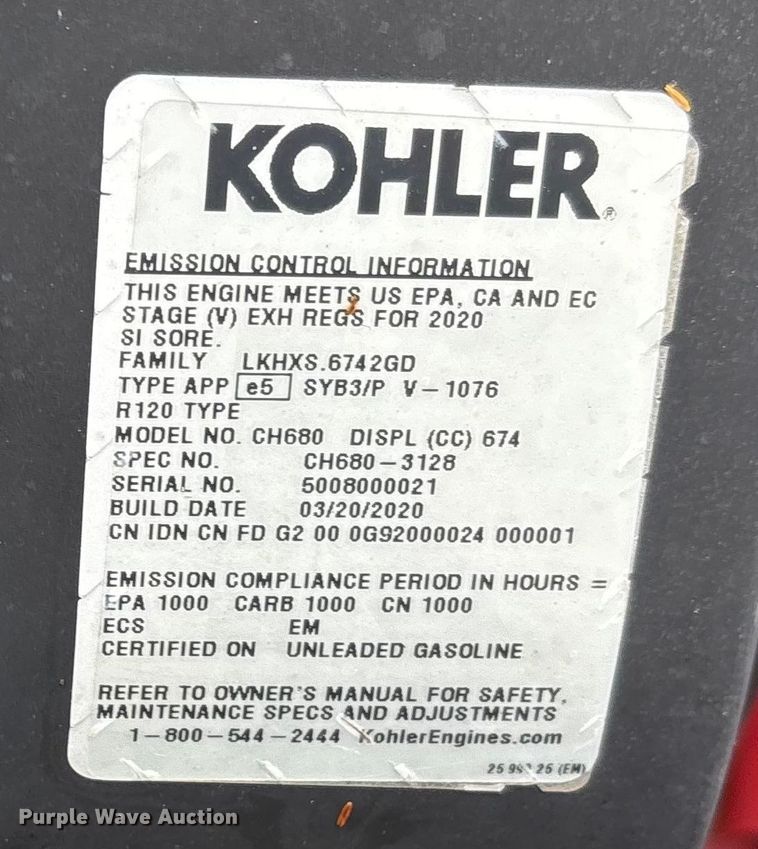 KOHLER®
EMISSION CONTROL INFORMATION
THIS ENGINE MEETS US EPA, CA AND EC
STAGE (V) EXH REGS FOR 2020
SI SORE.
FAMILY LKHXS.6742GD
TYPE APP e5 SYB3/P V-1076
R120 TYPE
MODEL NO. CH680 DISPL (CC) 674
SPEC NO. CH680-3128
SERIAL NO. 5008000021
BUILD DATE 03/20/2020
CN IDN CN FD G2 00 0G92000024 000001
EMISSION COMPLIANCE PERIOD IN HOURS =
EPA 1000 CARB 1000 CN 1000
ECS EM
CERTIFIED ON UNLEADED GASOLINE
REFER TO OWNER'S MANUAL FOR SAFETY,
MAINTENANCE SPECS AND ADJUSTMENTS
1-800-544-2444 KohlerEngines.com
25 25 (EM)
Purple Wave Auction